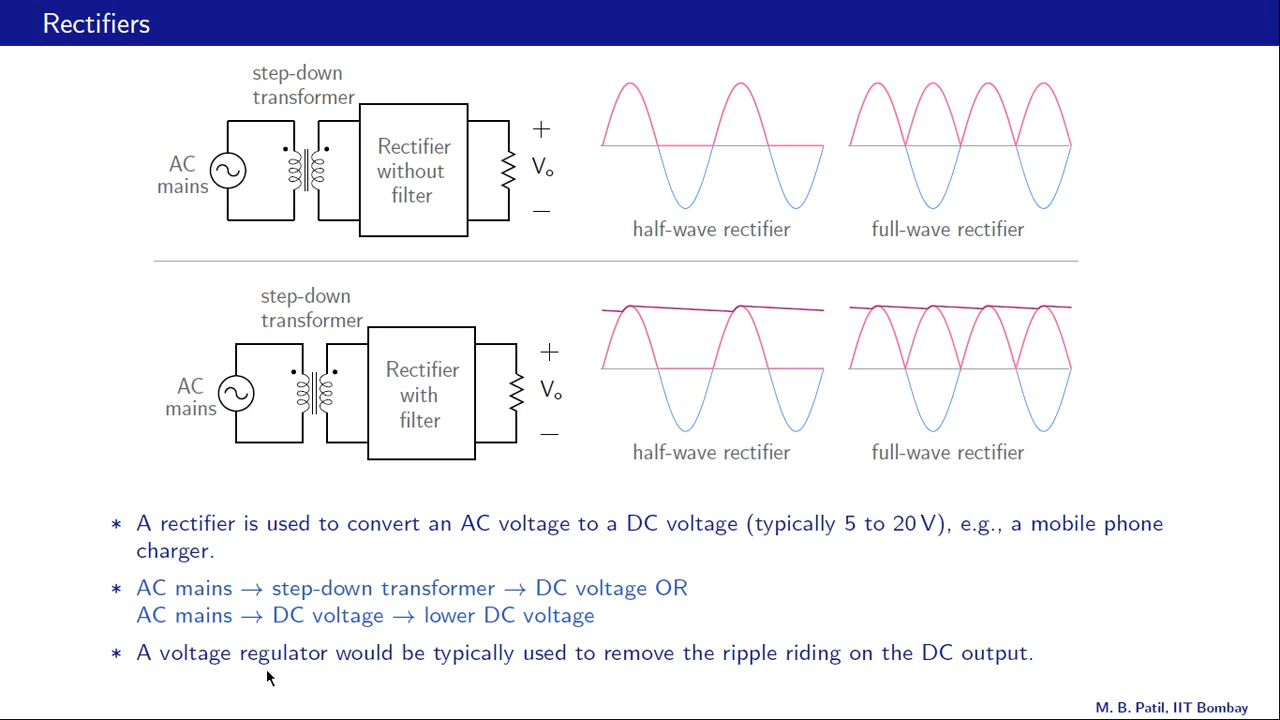 Rectifiers
step-down
transformer
AC
mains
Rectifier
without
filter
+
Vo
−
half-wave rectifier
full-wave rectifier
step-down
transformer
AC
mains
Rectifier
with
filter
+
Vo
−
half-wave rectifier
full-wave rectifier
* A rectifier is used to convert an AC voltage to a DC voltage (typically 5 to 20 V), e.g., a mobile phone
charger.
* AC mains → step-down transformer → DC voltage OR
AC mains → DC voltage → lower DC voltage
* A voltage regulator would be typically used to remove the ripple riding on the DC output.
M. B. Patil, IIT Bombay